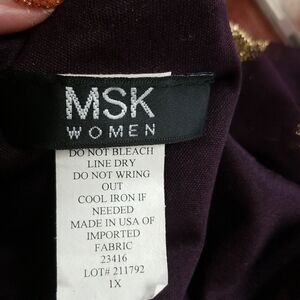 MSK
WOMEN
DO NOT BLEACH
LINE DRY
DO NOT WRING
OUT
COOL IRON IF
NEEDED
MADE IN USA OF
IMPORTED
FABRIC
23416
LOT# 211792
1X